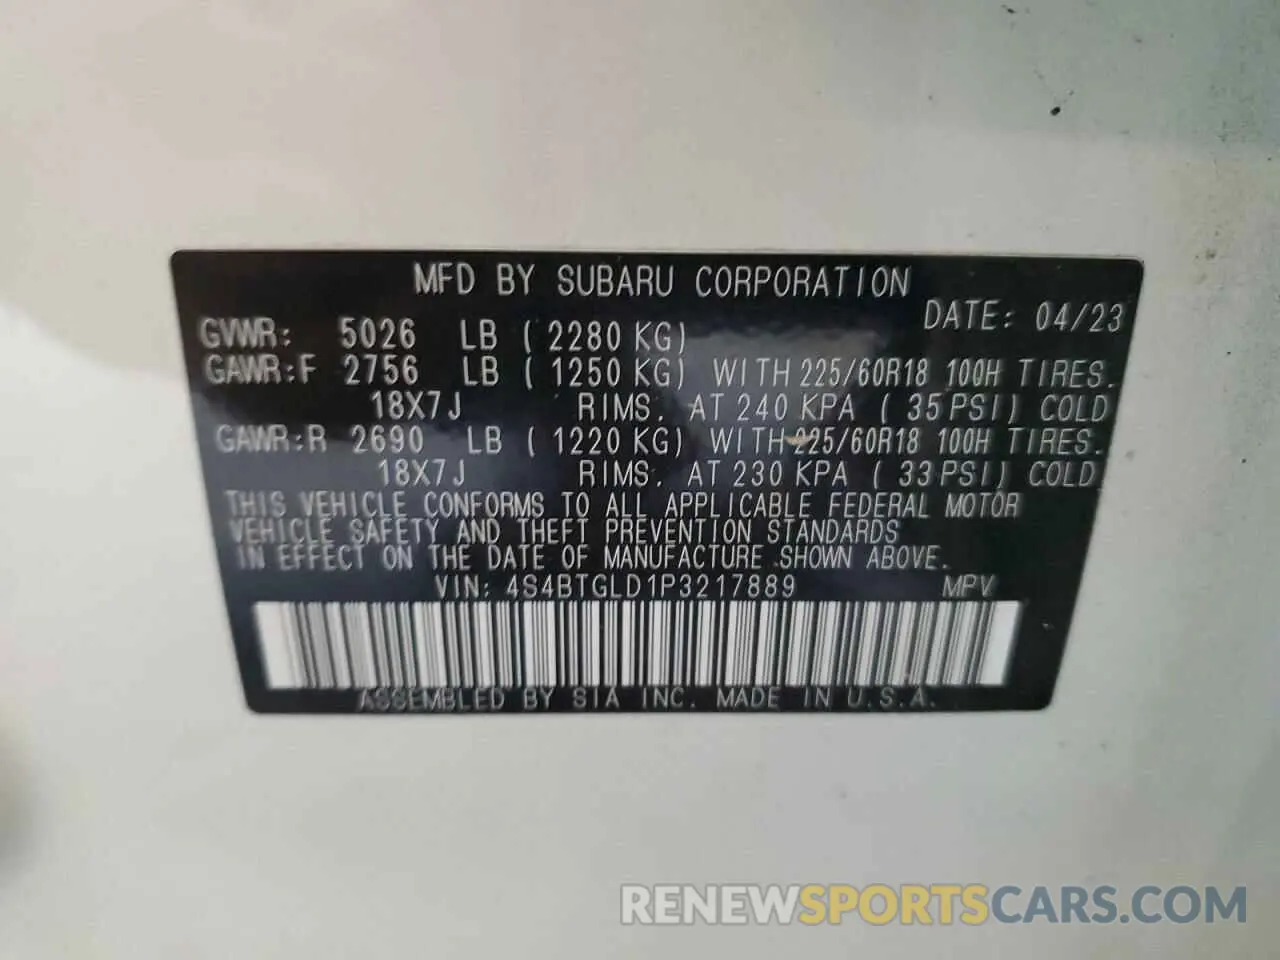 MFD BY SUBARU CORPORATION
DATE: 04/23
GVWR: 5026 LB ( 2280 KG)
GAWR:F 2756 LB ( 1250 KG) WITH 225/60R18 100H TIRES.
18X7J RIMS. AT 240 KPA ( 35 PSI) COLD
GAWR:R 2690 LB ( 1220 KG) WITH 225/60R18 100H TIRES.
18X7J RIMS. AT 230 KPA ( 33 PSI) COLD
THIS VEHICLE CONFORMS TO ALL APPLICABLE FEDERAL MOTOR
VEHICLE SAFETY AND THEFT PREVENTION STANDARDS
IN EFFECT ON THE DATE OF MANUFACTURE SHOWN ABOVE.
VIN: 4S4BTGLD1P3217889 MPV
ASSEMBLED BY SIA INC. MADE IN U.S.A.
RENEWSPORTSCARS.COM